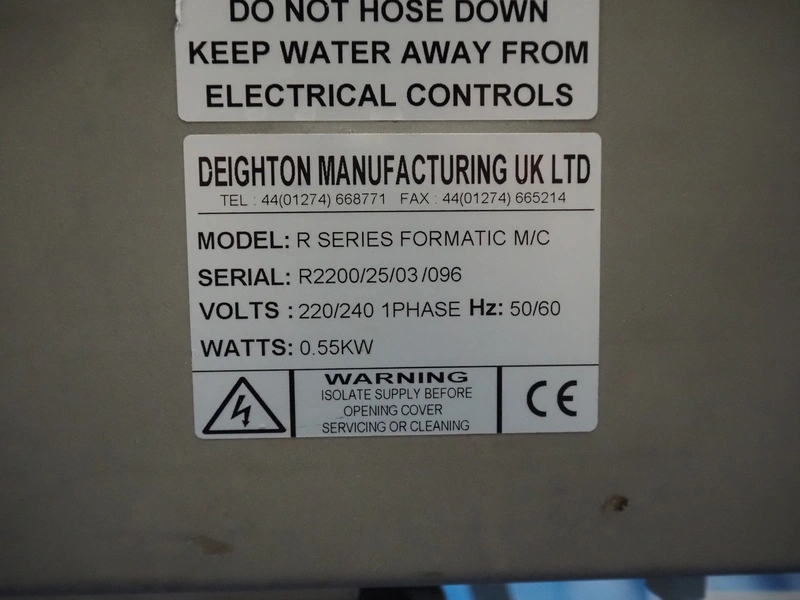 DO NOT HOSE DOWN
KEEP WATER AWAY FROM
ELECTRICAL CONTROLS
DEIGHTON MANUFACTURING UK LTD
TEL : 44(01274) 668771 FAX : 44(01274) 665214
MODEL: R SERIES FORMATIC M/C
SERIAL: R2200/25/03/096
VOLTS : 220/240 1PHASE Hz: 50/60
WATTS: 0.55KW
WARNING
ISOLATE SUPPLY BEFORE
OPENING COVER
SERVICING OR CLEANING
CE